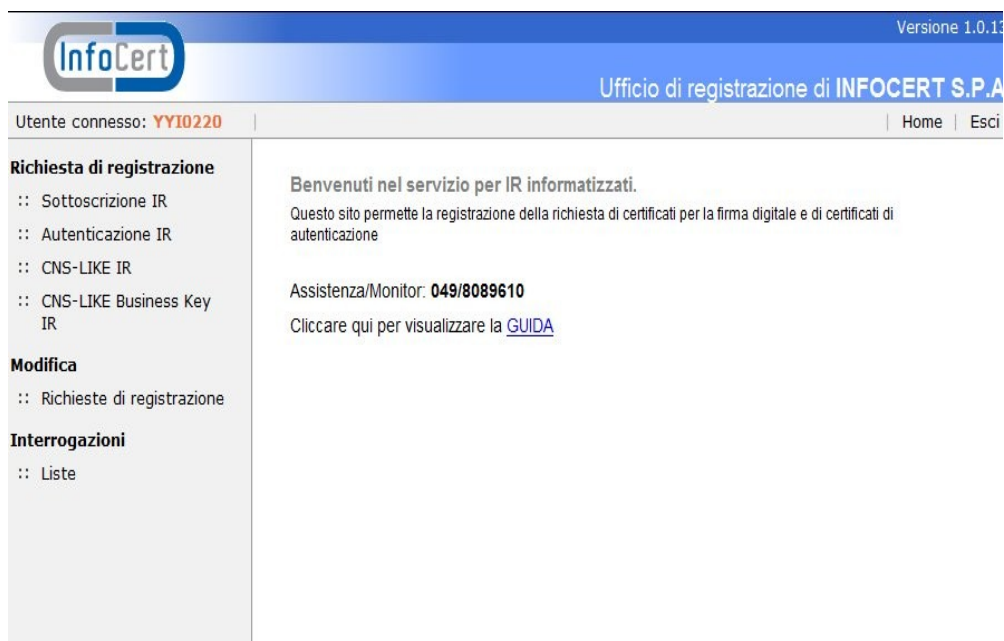 Versione 1.0.13
InfoCert
Ufficio di registrazione di INFOCERT S.P.A
Utente connesso: YYI0220
Home | Esci
Richiesta di registrazione
:: Sottoscrizione IR
:: Autenticazione IR
:: CNS-LIKE IR
:: CNS-LIKE Business Key
IR
Modifica
:: Richieste di registrazione
Interrogazioni
:: Liste
Benvenuti nel servizio per IR informatizzati.
Questo sito permette la registrazione della richiesta di certificati per la firma digitale e di certificati di
autenticazione
Assistenza/Monitor: 049/8089610
Cliccare qui per visualizzare la GUIDA